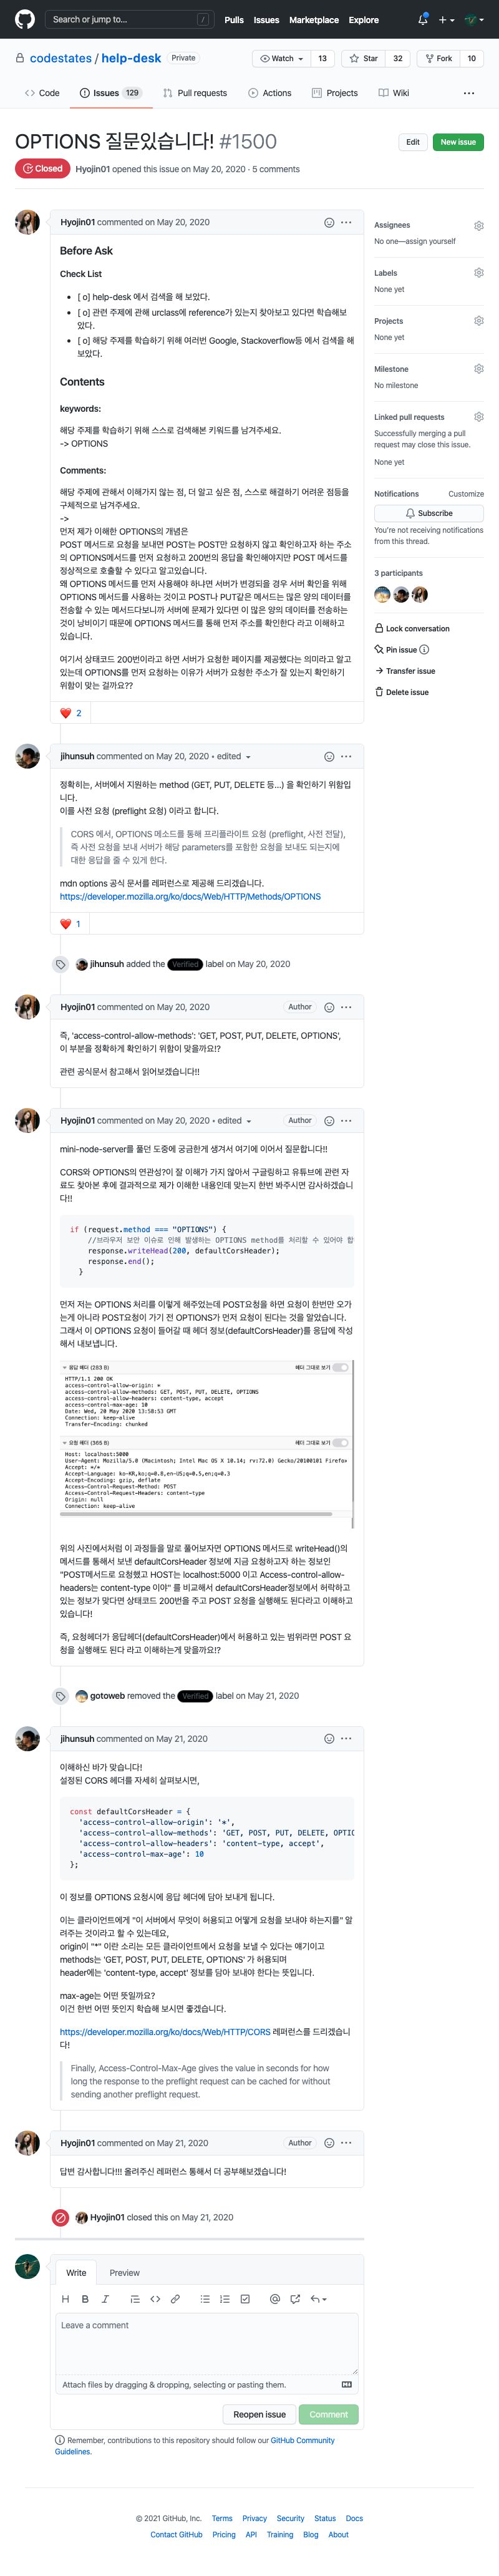 Search or jump to...
/
Pulls Issues Marketplace Explore
codestates / help-desk Private
Watch 13 Star 32 Fork 10
Code Issues 129 Pull requests Actions Projects Wiki
OPTIONS 질문있습니다! #1500
Edit New issue
Closed Hyojin01 opened this issue on May 20, 2020 · 5 comments
Hyojin01 commented on May 20, 2020
Before Ask
Check List
[ o] help-desk 에서 검색을 해 보았다.
[ o] 관련 주제에 관해 urclass에 reference가 있는지 찾아보고 있다면 학습해보
았다.
[ o] 해당 주제를 학습하기 위해 여러번 Google, Stackoverflow등 에서 검색을 해
보았다.
Contents
keywords:
해당 주제를 학습하기 위해 스스로 검색해본 키워드를 남겨주세요.
-> OPTIONS
Comments:
해당 주제에 관해서 이해가지 않는 점, 더 알고 싶은 점, 스스로 해결하기 어려운 점등을
구체적으로 남겨주세요.
->
먼저 제가 이해한 OPTIONS의 개념은
POST 메서드로 요청을 보내면 POST는 POST만 요청하지 않고 확인하고자 하는 주소
의 OPTIONS메서드를 먼저 요청하고 200번의 응답을 확인해야지만 POST 메서드를
정상적으로 호출할 수 있다고 알고있습니다.
왜 OPTIONS 메서드를 먼저 사용해야 하냐면 서버가 변경되을 경우 서버 확인을 위해
OPTIONS 메서드를 사용하는 것이고 POST나 PUT같은 메서드는 많은 양의 데이터를
전송할 수 있는 메서드다보니까 서버에 문제가 있다면 이 많은 양의 데이터를 전송하는
것이 낭비이기 때문에 OPTIONS 메서드를 통해서 먼저 주소를 확인한다 라고 이해하고
있습니다.
여기서 상태코드 200번이라고 하면 서버가 요청한 페이지를 제공했다는 의미라고 알고
있는데 OPTIONS를 먼저 요청하는 이유가 서버가 요청한 주소가 잘 있는지 확인하기
위함이 맞는 걸까요??
❤️ 2
jihunsuh commented on May 20, 2020 • edited
정확히는, 서버에서 지원하는 method (GET, PUT, DELETE 등...) 을 확인하기 위함입
니다.
이를 사전 요청 (preflight 요청) 이라고 합니다.
CORS 에서, OPTIONS 메소드를 통해 프리플라이트 요청 (preflight, 사전 전달),
즉 사전 요청을 보내 서버가 해당 parameters를 포함한 요청을 보내도 되는지에
대한 응답을 줄 수 있게 한다.
mdn options 공식 문서를 레퍼런스로 제공해 드리겠습니다.
https://developer.mozilla.org/ko/docs/Web/HTTP/Methods/OPTIONS
❤️ 1
jihunsuh added the Verified label on May 20, 2020
Hyojin01 commented on May 20, 2020 Author
즉, 'access-control-allow-methods': 'GET, POST, PUT, DELETE, OPTIONS',
이 부분을 정확하게 확인하기 위함이 맞을까요!?
관련 공식문서 참고해서 읽어보겠습니다!!
Hyojin01 commented on May 20, 2020 • edited Author
mini-node-server를 풀던 도중에 궁금한게 생겨서 여기에 이어서 질문합니다!!
CORS와 OPTIONS의 연관성?이 잘 이해가 가지 않아서 구글링하고 유튜브에 관련 자
료도 찾아본 후에 결과적으로 제가 이해한 내용인데 맞는지 한번 봐주시면 감사하겠습니
다!!
if (request.method === "OPTIONS") {
//브라우저 보안 이슈로 인해 발생하는 OPTIONS method를 처리할 수 있어야 합
response.writeHead(200, defaultCorsHeader);
response.end();
}
먼저 저는 OPTIONS 처리를 이렇게 해주었는데 POST요청을 하면 요청이 한번만 오가
는게 아니라 POST요청이 가기 전 OPTIONS가 먼저 요청이 된다는 것을 알았습니다.
그래서 이 OPTIONS 요청이 들어갈 때 헤더 정보(defaultCorsHeader)를 응답에 작성
해서 내보냅니다.
응답 헤더 (283 B) 헤더 그대로 보기
HTTP/1.1 200 OK
access-control-allow-origin: *
access-control-allow-methods: GET, POST, PUT, DELETE, OPTIONS
access-control-allow-headers: content-type, accept
access-control-max-age: 10
Date: Wed, 20 May 2020 13:58:53 GMT
Connection: keep-alive
Transfer-Encoding: chunked
요청 헤더 (365 B) 헤더 그대로 보기
Host: localhost:5000
User-Agent: Mozilla/5.0 (Macintosh; Intel Mac OS X 10.14; rv:72.0) Gecko/20100101 Firefox
Accept: */*
Accept-Language: ko-KR,ko;q=0.8,en-US;q=0.5,en;q=0.3
Accept-Encoding: gzip, deflate
Access-Control-Request-Method: POST
Access-Control-Request-Headers: content-type
Origin: null
Connection: keep-alive
위의 사진에서처럼 이 과정들을 말로 풀어보자면 OPTIONS 메서드로 writeHead()의
메서드를 통해서 보낸 defaultCorsHeader 정보에 지금 요청하고자 하는 정보인
"POST메서드로 요청했고 HOST는 localhost:5000 이고 Access-control-allow-
headers는 content-type 이야" 를 비교해서 defaultCorsHeader정보에서 허락하고
있는 정보가 맞다면 상태코드 200번을 주고 POST 요청을 실행해도 된다라고 이해하고
있습니다!
즉, 요청헤더가 응답헤더(defaultCorsHeader)에서 허용하고 있는 범위라면 POST 요
청을 실행해도 된다 라고 이해하는게 맞을까요!?
gotoweb removed the Verified label on May 21, 2020
jihunsuh commented on May 21, 2020
이해하신 바가 맞습니다!
설정된 CORS 헤더를 자세히 살펴보시면,
const defaultCorsHeader = {
'access-control-allow-origin': '*',
'access-control-allow-methods': 'GET, POST, PUT, DELETE, OPTIO
'access-control-allow-headers': 'content-type, accept',
'access-control-max-age': 10
};
이 정보를 OPTIONS 요청시에 응답 헤더에 담아 보내게 됩니다.
이는 클라이언트에게 "이 서버에서 무엇이 허용되고 어떻게 요청을 보내야 하는지를" 알
려주는 것이라고 할 수 있는데요,
origin이 "*" 이란 소리는 모든 클라이언트에서 요청을 보낼 수 있다는 얘기이고
methods는 'GET, POST, PUT, DELETE, OPTIONS' 가 허용되며
header에는 'content-type, accept' 정보를 담아 보내야 한다는 뜻입니다.
max-age는 어떤 뜻일까요?
이건 한번 어떤 뜻인지 학습해 보시면 좋겠습니다.
https://developer.mozilla.org/ko/docs/Web/HTTP/CORS 레퍼런스를 드리겠습니
다!
Finally, Access-Control-Max-Age gives the value in seconds for how
long the response to the preflight request can be cached for without
sending another preflight request.
Hyojin01 commented on May 21, 2020 Author
답변 감사합니다!!! 올려주신 레퍼런스 통해서 더 공부해보겠습니다!
Hyojin01 closed this on May 21, 2020
Write Preview
Leave a comment
Attach files by dragging & dropping, selecting or pasting them.
Reopen issue Comment
Remember, contributions to this repository should follow our GitHub Community
Guidelines.
Assignees
No one—assign yourself
Labels
None yet
Projects
None yet
Milestone
No milestone
Linked pull requests
Successfully merging a pull
request may close this issue.
None yet
Notifications Customize
Subscribe
You're not receiving notifications
from this thread.
3 participants
Lock conversation
Pin issue
Transfer issue
Delete issue
© 2021 GitHub, Inc. Terms Privacy Security Status Docs
Contact GitHub Pricing API Training Blog About